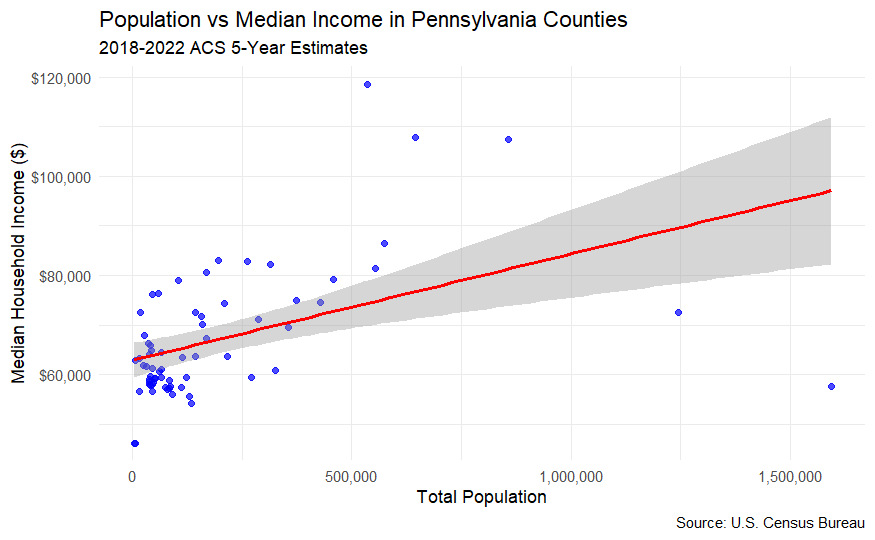 Population vs Median Income in Pennsylvania Counties
2018-2022 ACS 5-Year Estimates
$120,000
$100,000
$80,000
$60,000
Median Household Income ($)
0
500,000
1,000,000
1,500,000
Total Population
Source: U.S. Census Bureau